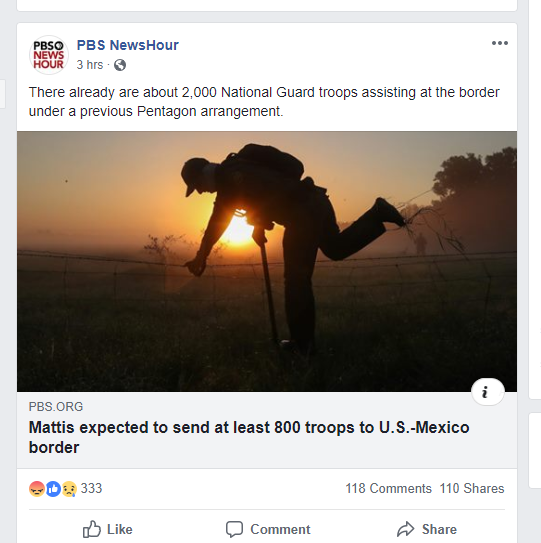 PBS
NEWS
HOUR
PBS NewsHour
3 hrs ·
There already are about 2,000 National Guard troops assisting at the border
under a previous Pentagon arrangement.
i
PBS.ORG
Mattis expected to send at least 800 troops to U.S.-Mexico
border
333 118 Comments 110 Shares
Like Comment Share